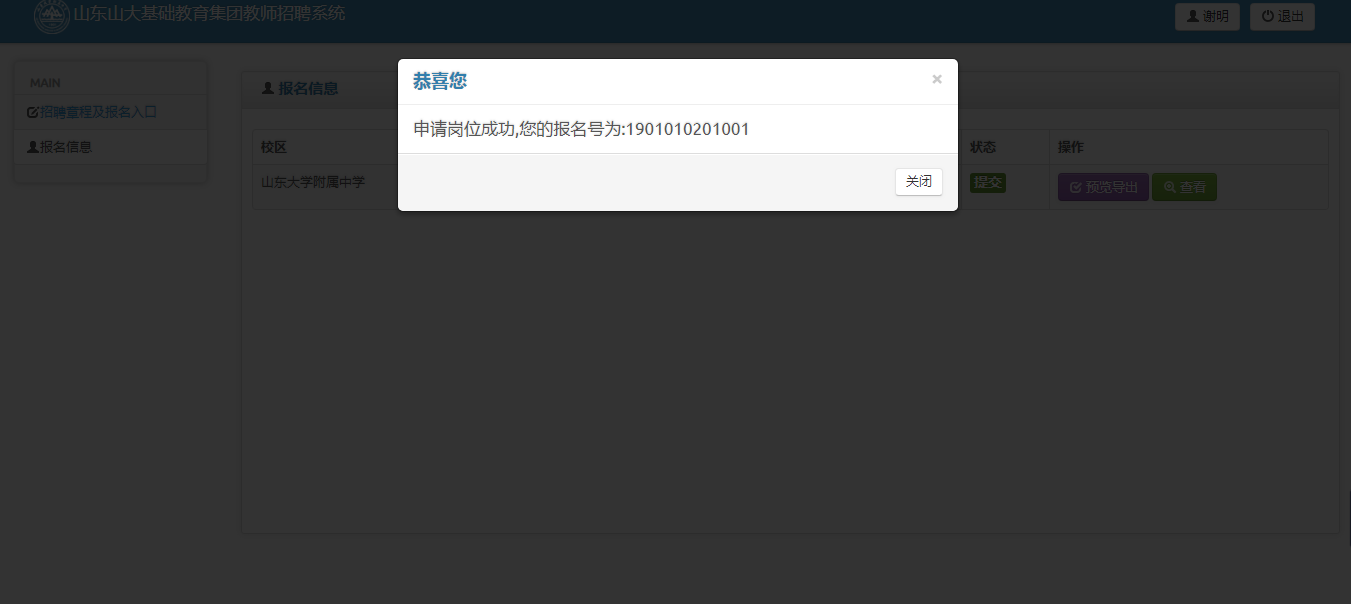 山东山大基础教育集团教师招聘系统
谢明
退出
MAIN
招聘章程及报名入口
报名信息
报名信息
恭喜您
×
申请岗位成功,您的报名号为:1901010201001
关闭
校区 状态 操作
山东大学附属中学 提交 预览导出 查看